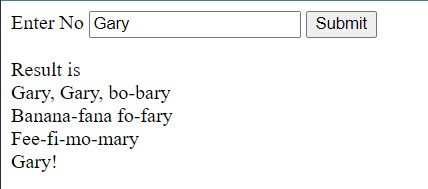 Enter No Gary Submit
Result is
Gary, Gary, bo-bary
Banana-fana fo-fary
Fee-fi-mo-mary
Gary!